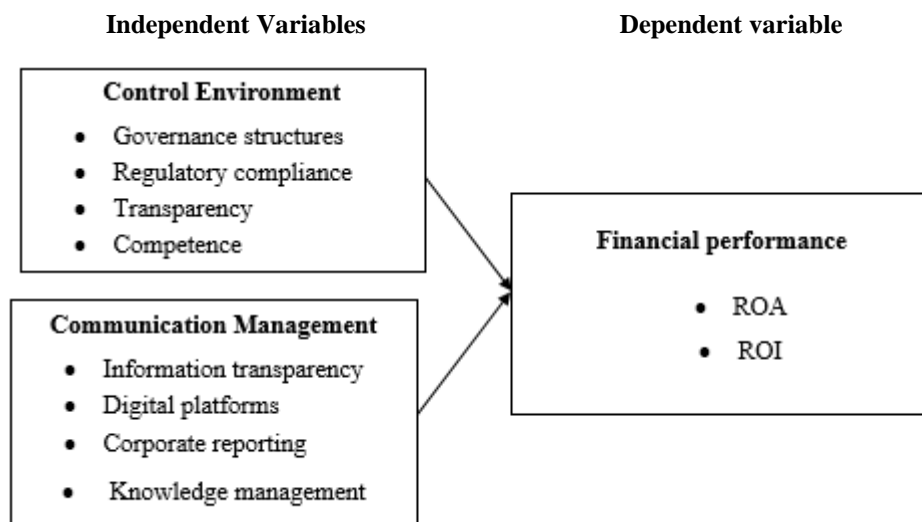 Independent Variables
Dependent variable
Control Environment
● Governance structures
● Regulatory compliance
● Transparency
● Competence
Communication Management
● Information transparency
● Digital platforms
● Corporate reporting
● Knowledge management
Financial performance
● ROA
● ROI